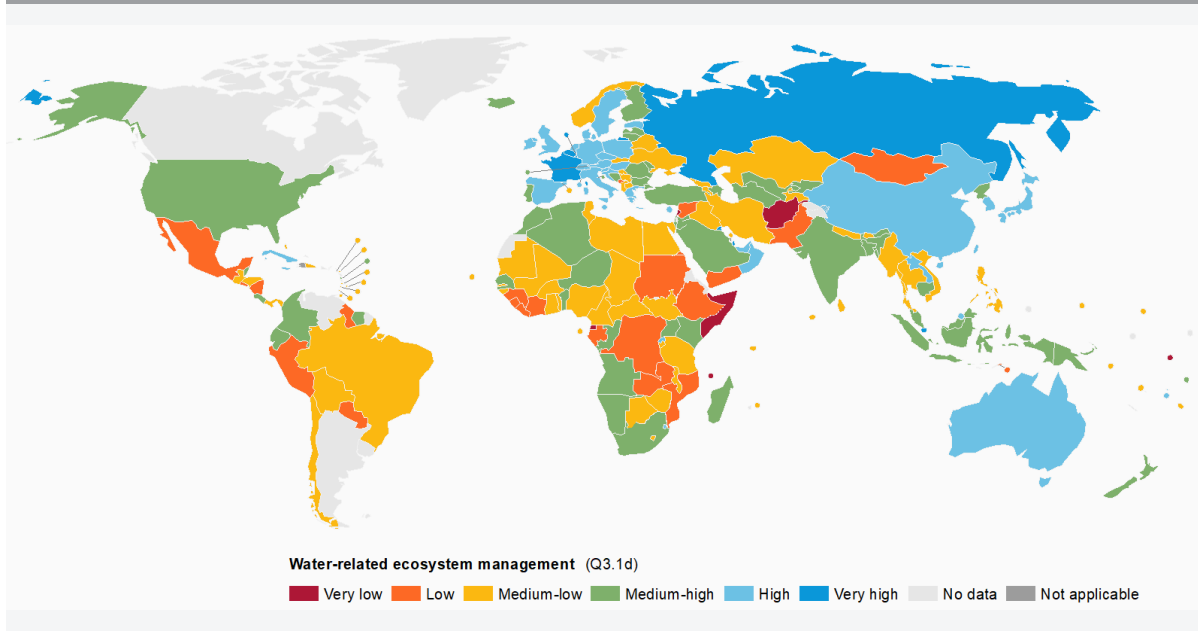 Water-related ecosystem management (Q3.1d)
Very low Low Medium-low Medium-high High Very high No data Not applicable